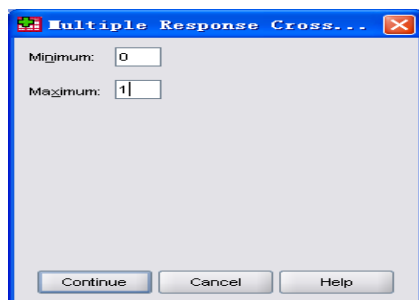 Multiple Response Cross...
Minimum: 0
Maximum: 1
Continue Cancel Help